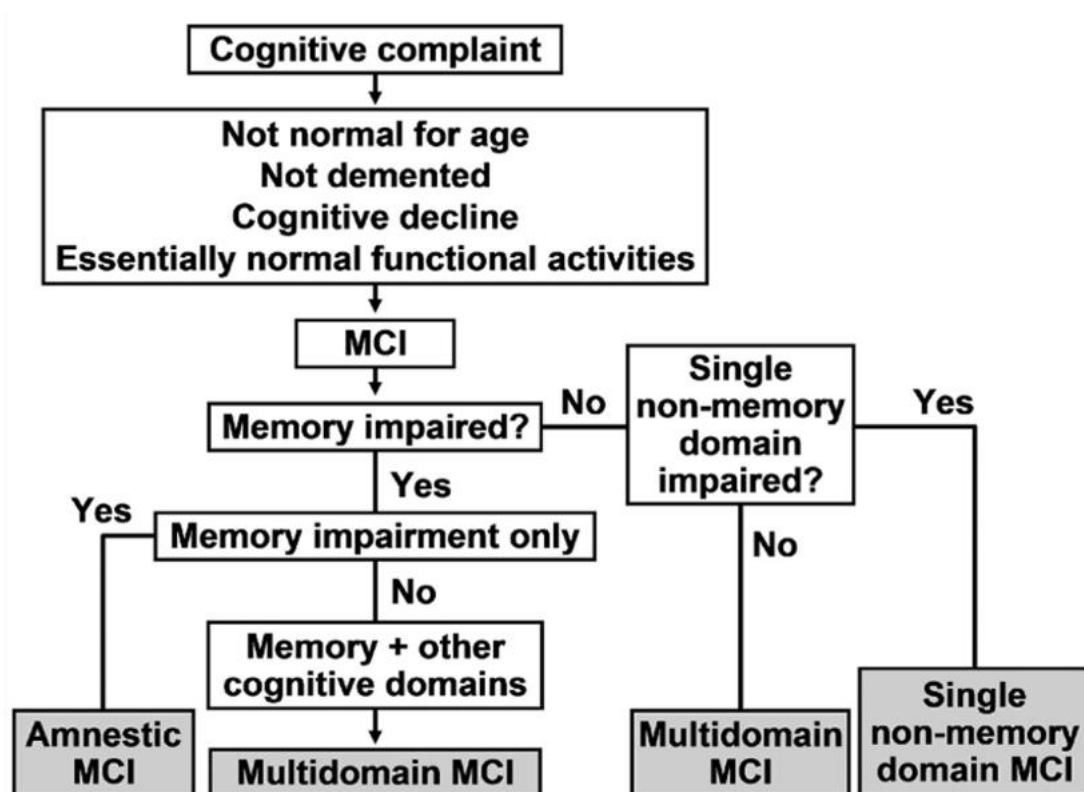 Cognitive complaint
Not normal for age
Not demented
Cognitive decline
Essentially normal functional activities
MCI
Memory impaired?
No
Single
non-memory
domain
impaired?
Yes
Yes
Yes
Memory impairment only
No
No
Memory + other
cognitive domains
Amnestic
MCI
Multidomain MCI
Multidomain
MCI
Single
non-memory
domain MCI